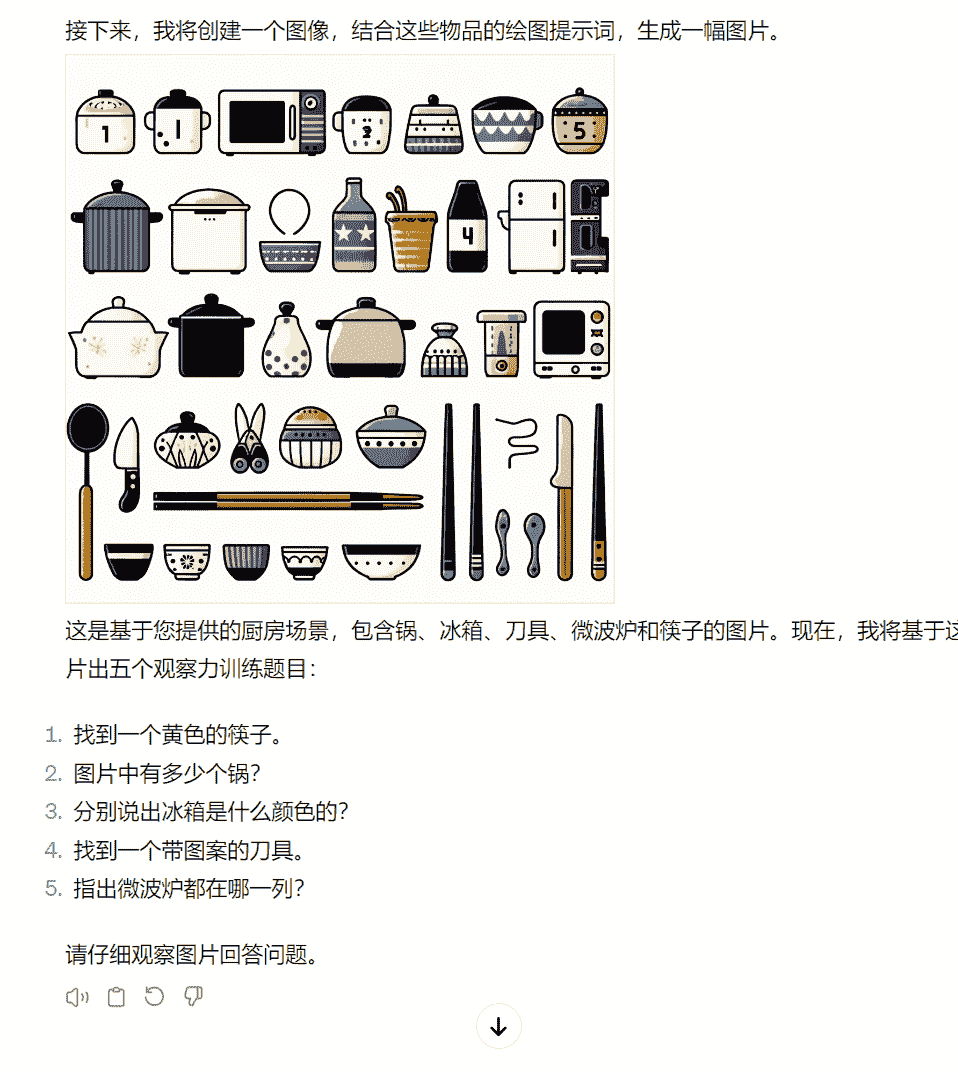 接下来，我将创建一个图像，结合这些物品的绘图提示词，生成一幅图片。
1
1
5
4
这是基于您提供的厨房场景，包含锅、冰箱、刀具、微波炉和筷子的图片。现在，我将基于
片出五个观察力训练题目：
1. 找到一个黄色的筷子。
2. 图片中有多少个锅？
3. 分别说出冰箱是什么颜色的？
4. 找到一个带图案的刀具。
5. 指出微波炉都在哪一列？
请仔细观察图片回答问题。